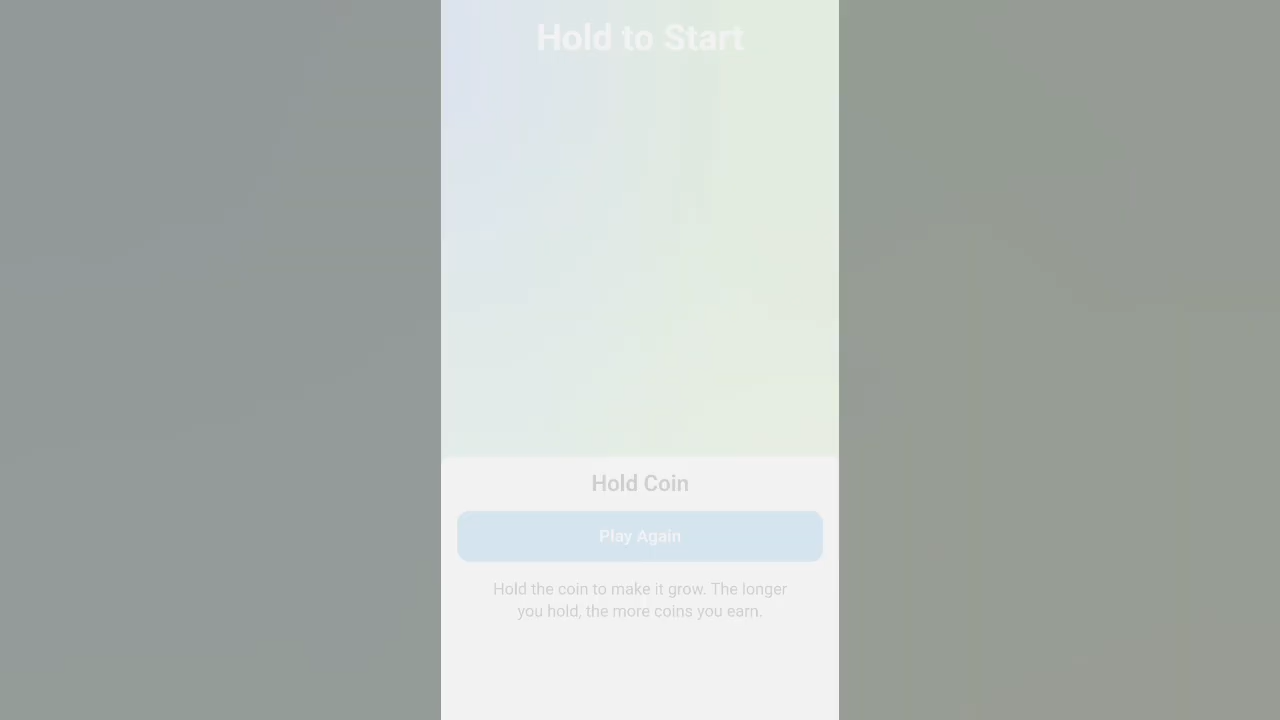 Hold to Start
Hold Coin
Play Again
Hold the coin to make it grow. The longer
you hold, the more coins you earn.